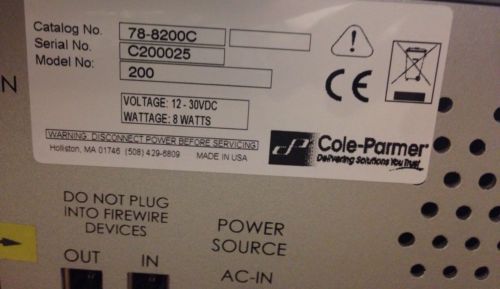 Catalog No. 78-8200C
Serial No. C200025
Model No: 200
VOLTAGE: 12 - 30VDC
WATTAGE: 8 WATTS
WARNING: DISCONNECT POWER BEFORE SERVICING
Holliston, MA 01746 (508) 429-6809 MADE IN USA
CE
cP
Cole-Parmer
Delivering Solutions You Trust
N
DO NOT PLUG
INTO FIREWIRE
DEVICES
OUT IN
POWER
SOURCE
AC-IN